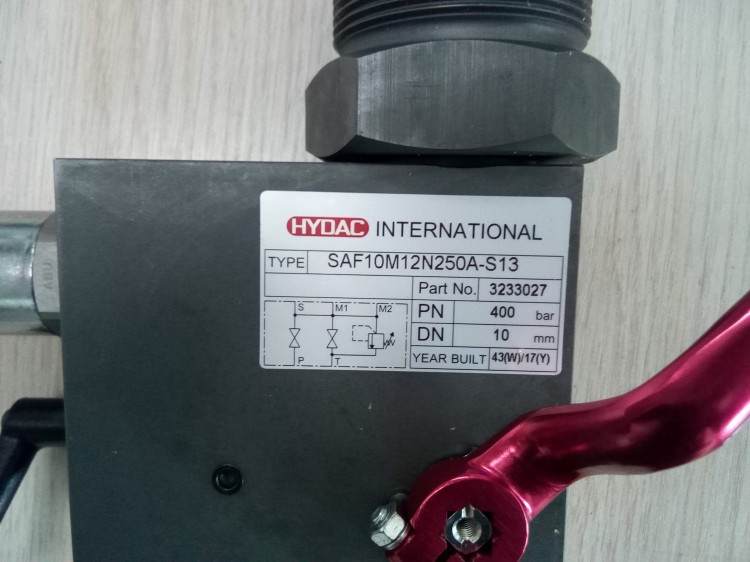 HYDAC INTERNATIONAL
TYPE SAF10M12N250A-S13
Part No. 3233027
S M1 M2
PN 400 bar
DN 10 mm
P T
YEAR BUILT 43(W)/17(Y)